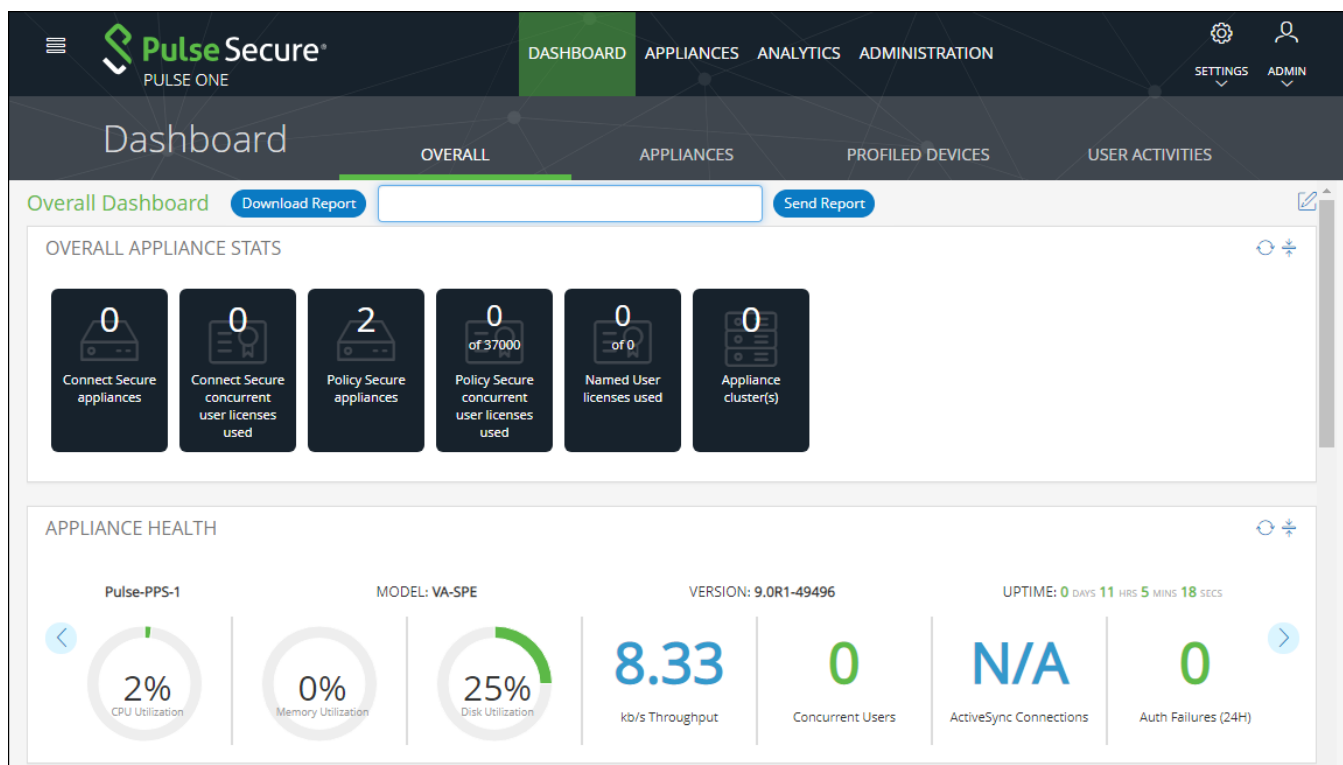 Pulse Secure®
PULSE ONE
DASHBOARD APPLIANCES ANALYTICS ADMINISTRATION
SETTINGS ADMIN
Dashboard
OVERALL APPLIANCES PROFILED DEVICES USER ACTIVITIES
Overall Dashboard Download Report Send Report
OVERALL APPLIANCE STATS
0
Connect Secure
appliances
0
Connect Secure
concurrent
user licenses
used
2
Policy Secure
appliances
0
of 37000
Policy Secure
concurrent
user licenses
used
0
of 0
Named User
licenses used
0
Appliance
cluster(s)
APPLIANCE HEALTH
Pulse-PPS-1 MODEL: VA-SPE VERSION: 9.0R1-49496 UPTIME: 0 DAYS 11 HRS 5 MINS 18 SECS
2%
CPU Utilization
0%
Memory Utilization
25%
Disk Utilization
8.33
kb/s Throughput
0
Concurrent Users
N/A
ActiveSync Connections
0
Auth Failures (24H)